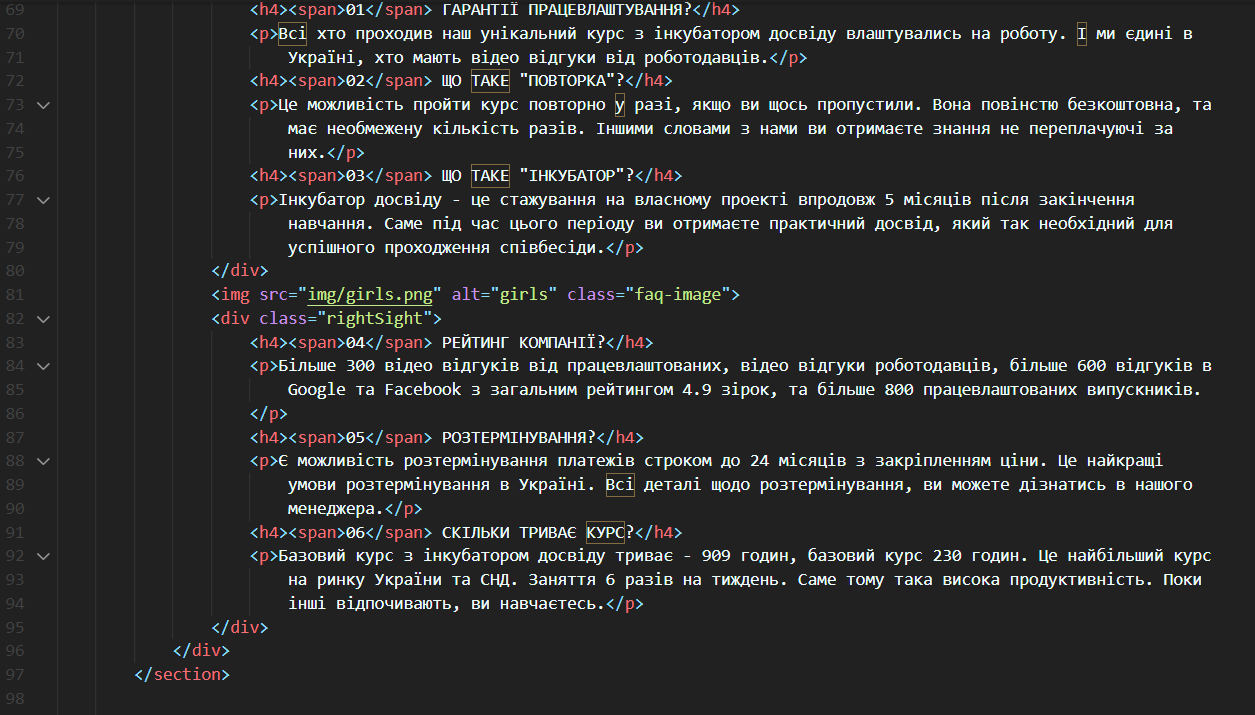 69 <h4><span>01</span> ГАРАНТІЇ ПРАЦЕВЛАШТУВАННЯ?</h4>
70 <p>Всі хто проходив наш унікальний курс з інкубатором досвіду влаштувались на роботу. І ми єдині в
71 Україні, хто мають відео відгуки від роботодавців.</p>
72 <h4><span>02</span> ЩО ТАКЕ "ПОВТОРКА"?</h4>
73 <p>Це можливість пройти курс повторно у разі, якщо ви щось пропустили. Вона повінстю безкоштовна, та
74 має необмежену кількість разів. Іншими словами з нами ви отримаєте знання не переплачуючі за
75 них.</p>
76 <h4><span>03</span> ЩО ТАКЕ "ІНКУБАТОР"?</h4>
77 <p>Інкубатор досвіду - це стажування на власному проекті впродовж 5 місяців після закінчення
78 навчання. Саме під час цього періоду ви отримаєте практичний досвід, який так необхідний для
79 успішного проходження співбесіди.</p>
80 </div>
81 <img src="img/girls.png" alt="girls" class="faq-image">
82 <div class="rightSight">
83 <h4><span>04</span> РЕЙТИНГ КОМПАНІЇ?</h4>
84 <p>Більше 300 відео відгуків від працевлаштованих, відео відгуки роботодавців, більше 600 відгуків в
85 Google та Facebook з загальним рейтингом 4.9 зірок, та більше 800 працевлаштованих випускників.
86 </p>
87 <h4><span>05</span> РОЗТЕРМІНУВАННЯ?</h4>
88 <p>Є можливість розтермінування платежів строком до 24 місяців з закріпленням ціни. Це найкращі
89 умови розтермінування в Україні. Всі деталі щодо розтермінування, ви можете дізнатись в нашого
90 менеджера.</p>
91 <h4><span>06</span> СКІЛЬКИ ТРИВАЄ КУРС?</h4>
92 <p>Базовий курс з інкубатором досвіду триває - 909 годин, базовий курс 230 годин. Це найбільший курс
93 на ринку України та СНД. Заняття 6 разів на тиждень. Саме тому така висока продуктивність. Поки
94 інші відпочивають, ви навчаєтесь.</p>
95 </div>
96 </div>
97 </section>
98